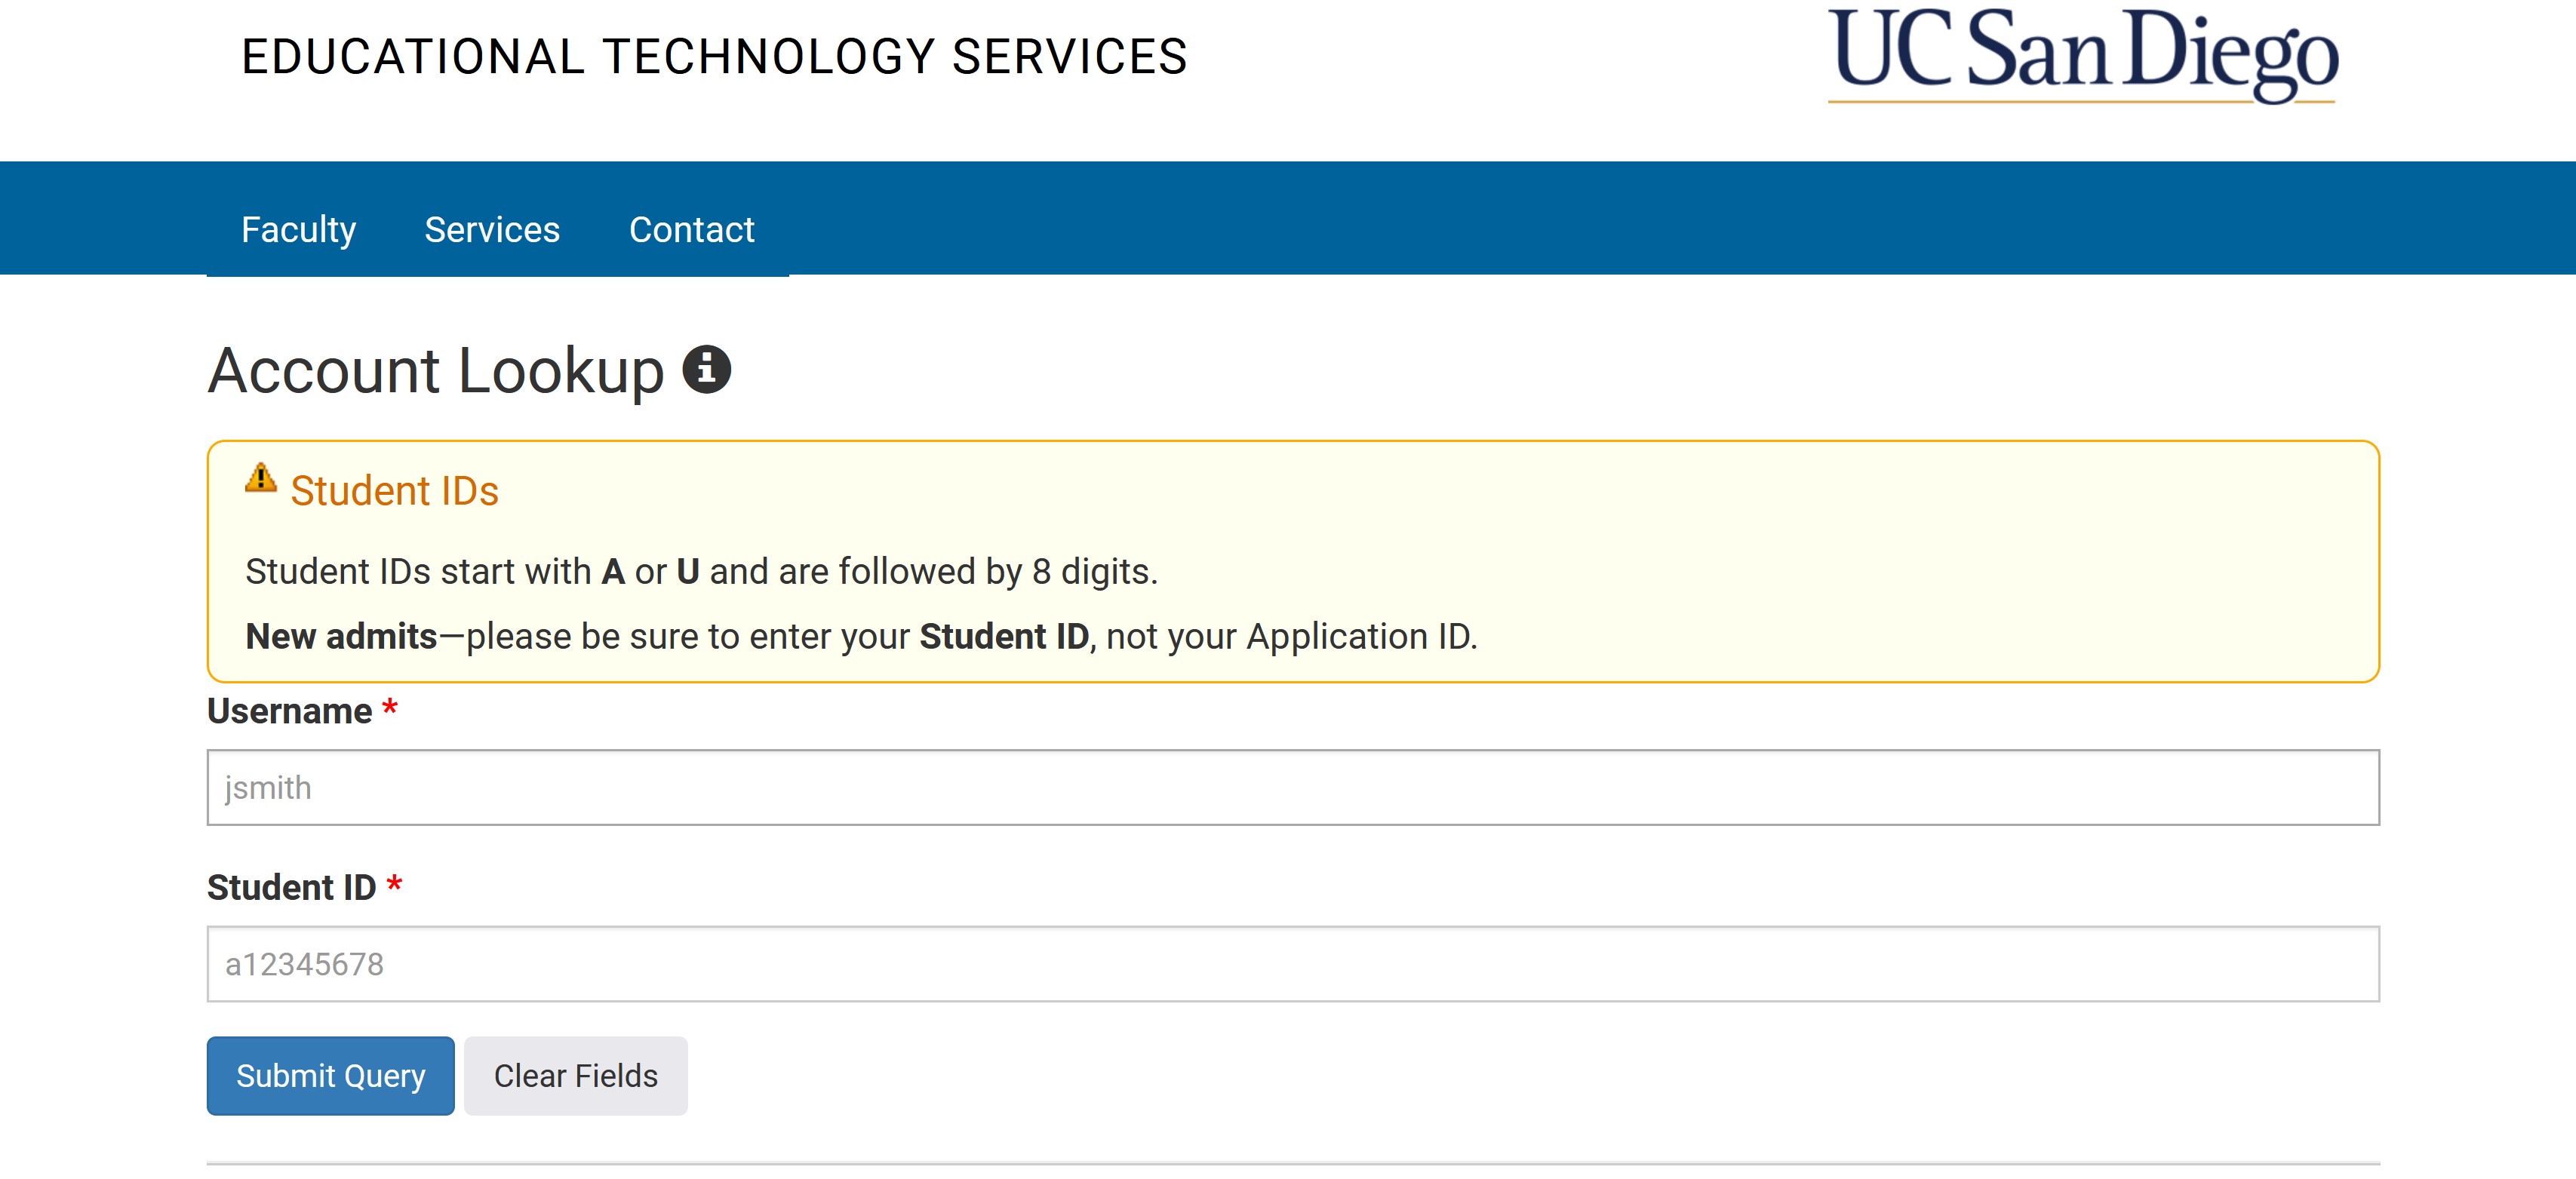 EDUCATIONAL TECHNOLOGY SERVICES
UC San Diego
Faculty Services Contact
Account Lookup
Student IDs
Student IDs start with A or U and are followed by 8 digits.
New admits—please be sure to enter your Student ID, not your Application ID.
Username *
jsmith
Student ID *
a12345678
Submit Query Clear Fields